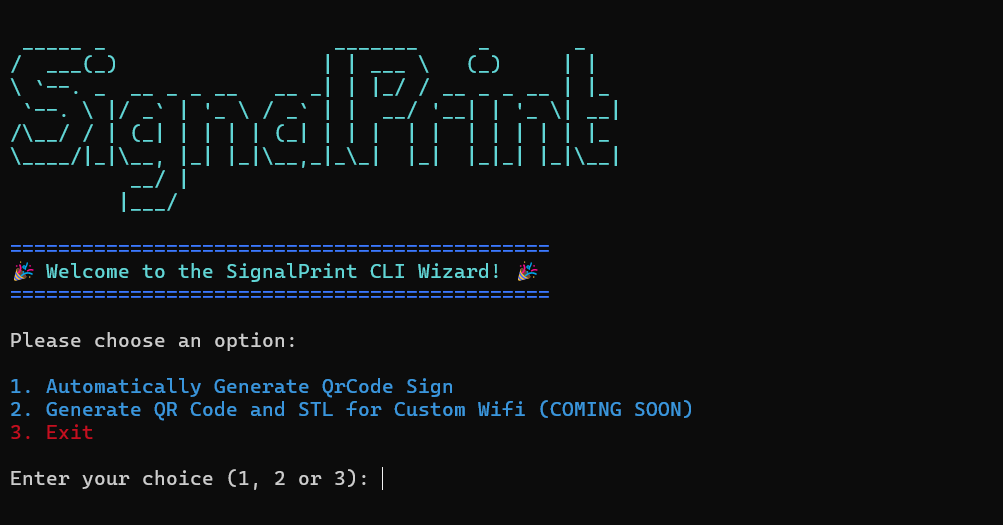 SignalPrint
=============================================
🎉 Welcome to the SignalPrint CLI Wizard! 🎉
=============================================
Please choose an option:
1. Automatically Generate QrCode Sign
2. Generate QR Code and STL for Custom Wifi (COMING SOON)
3. Exit
Enter your choice (1, 2 or 3):